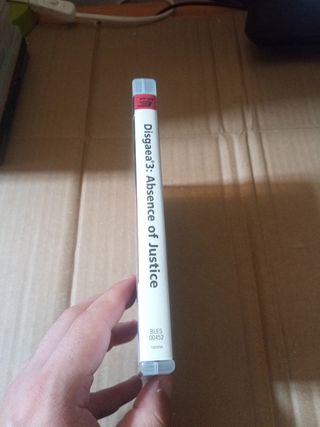 Disgaea'3: Absence of Justice
BLES
00452